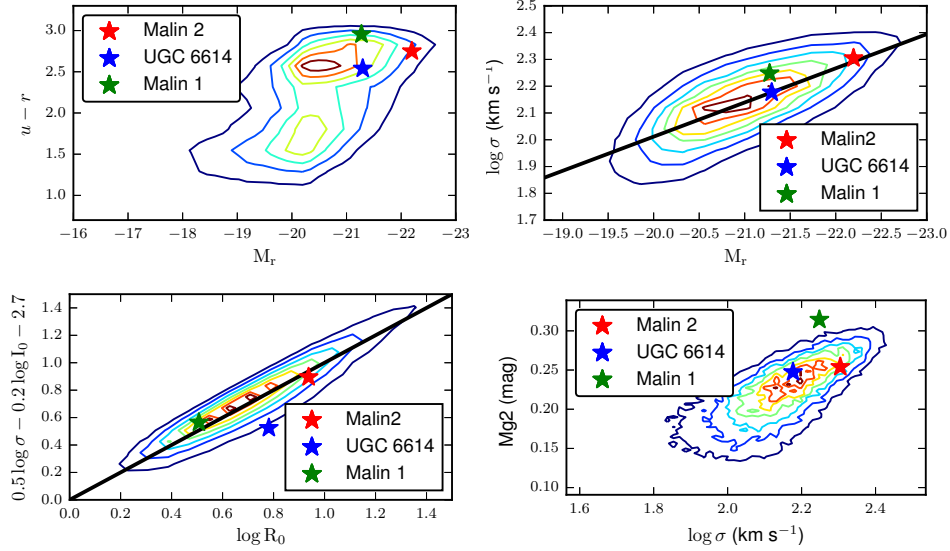 3.0
2.5
2.0
1.5
1.0
u − r
Malin 2
UGC 6614
Malin 1
−16 −17 −18 −19 −20 −21 −22 −23
M_r
2.5
2.4
2.3
2.2
2.1
2.0
1.9
1.8
1.7
log σ (km s⁻¹)
Malin2
UGC 6614
Malin 1
−19.0 −19.5 −20.0 −20.5 −21.0 −21.5 −22.0 −22.5 −23.0
M_r
1.4
1.2
1.0
0.8
0.6
0.4
0.2
0.0
0.5 log σ − 0.2 log I₀ − 2.7
Malin2
UGC 6614
Malin 1
0.0 0.2 0.4 0.6 0.8 1.0 1.2 1.4
log R₀
0.30
0.25
0.20
0.15
0.10
Mg2 (mag)
Malin 2
UGC 6614
Malin 1
1.6 1.8 2.0 2.2 2.4
log σ (km s⁻¹)